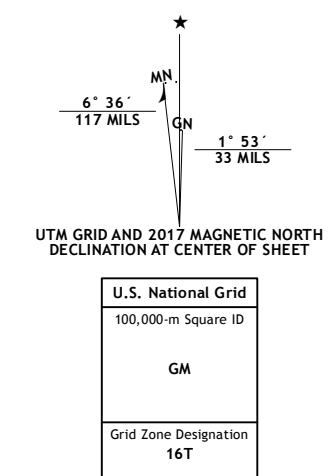 ★
MN
6° 36´
117 MILS
GN
1° 53´
33 MILS
UTM GRID AND 2017 MAGNETIC NORTH
DECLINATION AT CENTER OF SHEET
U.S. National Grid
100,000-m Square ID
GM
Grid Zone Designation
16T